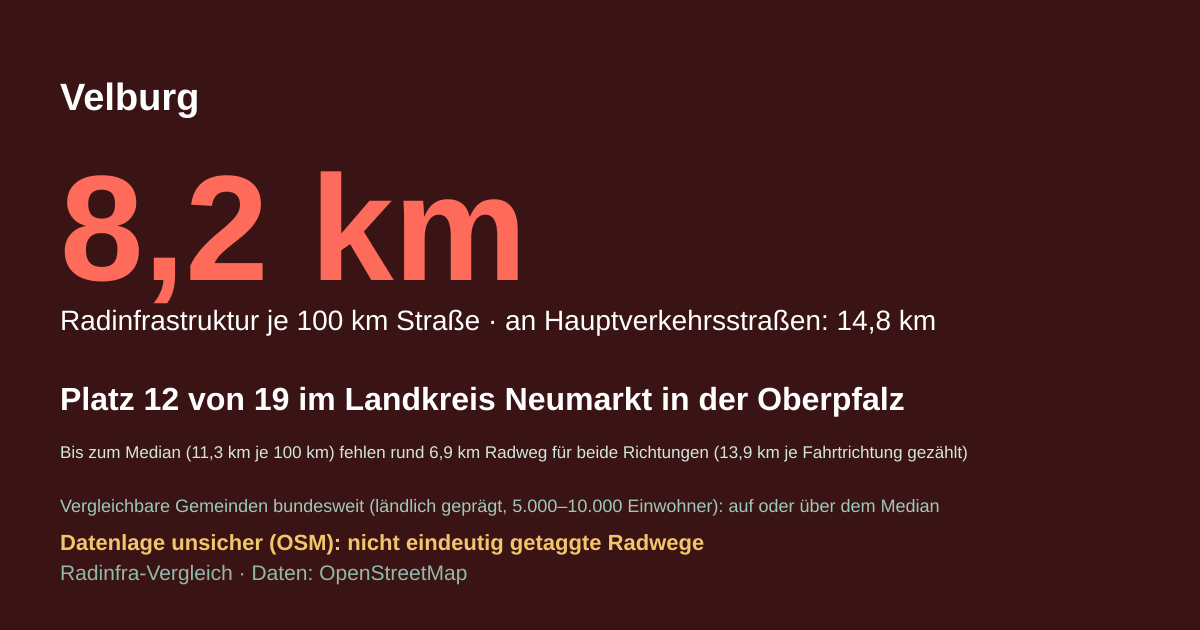 Velburg
8,2 km
Radinfrastruktur je 100 km Straße · an Hauptverkehrsstraßen: 14,8 km
Platz 12 von 19 im Landkreis Neumarkt in der Oberpfalz
Bis zum Median (11,3 km je 100 km) fehlen rund 6,9 km Radweg für beide Richtungen (13,9 km je Fahrtrichtung gezählt)
Vergleichbare Gemeinden bundesweit (ländlich geprägt, 5.000–10.000 Einwohner): auf oder über dem Median
Datenlage unsicher (OSM): nicht eindeutig getaggte Radwege
Radinfra-Vergleich · Daten: OpenStreetMap